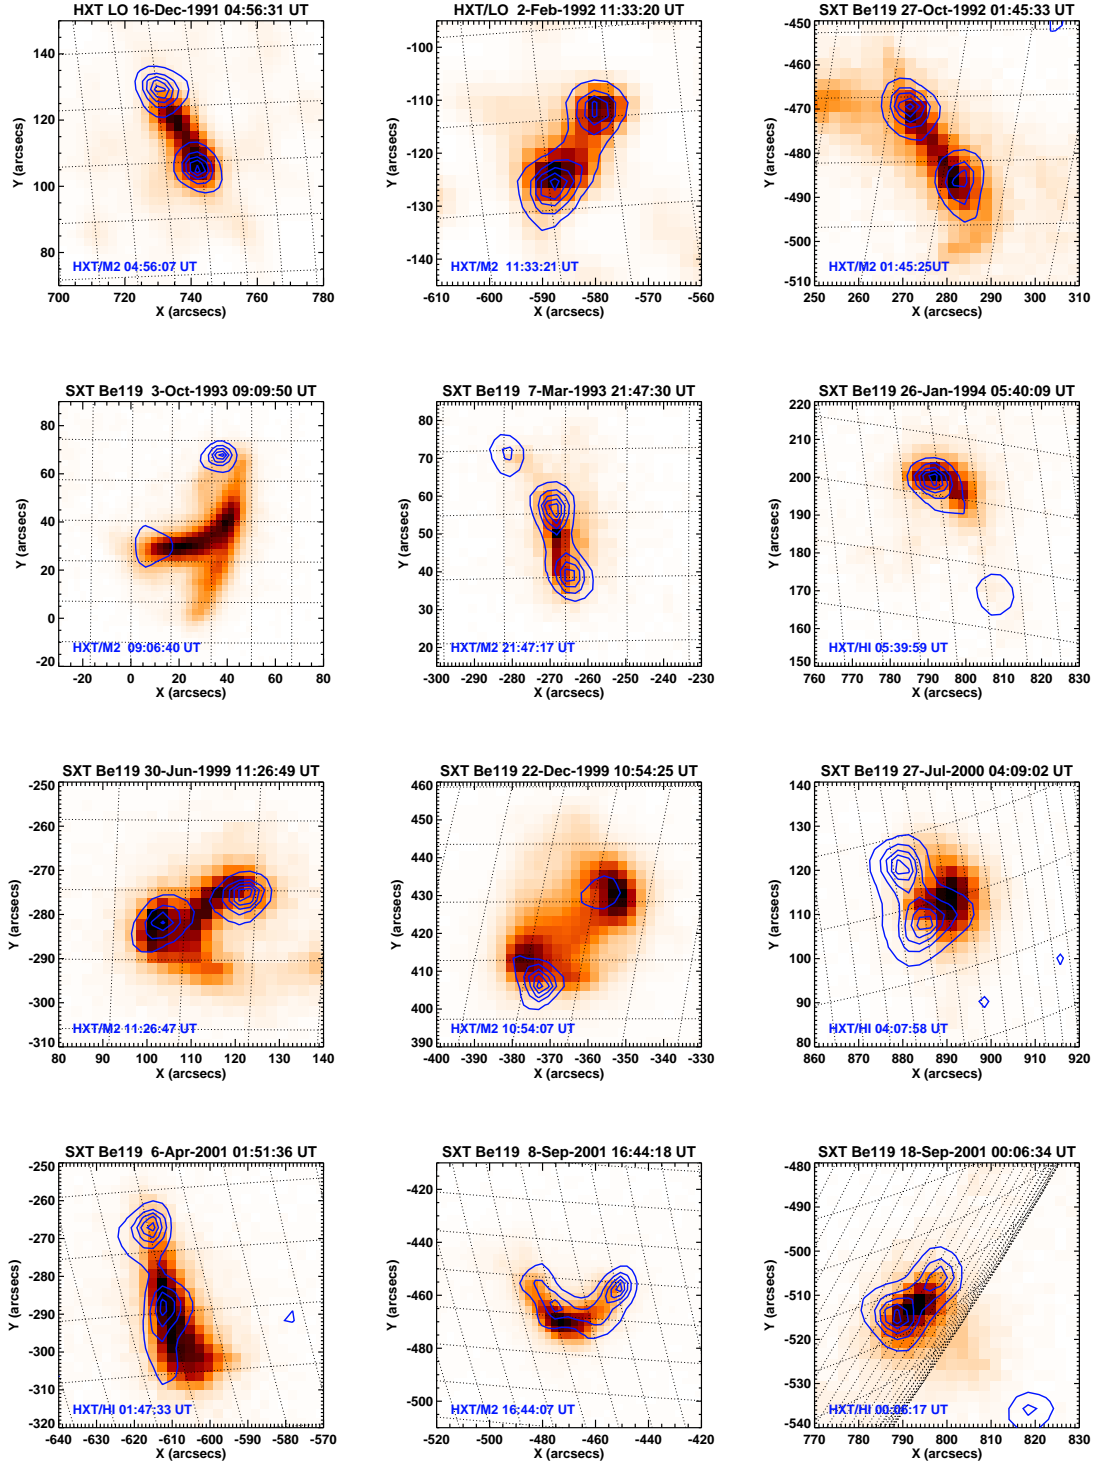 HXT LO 16-Dec-1991 04:56:31 UT
Y (arcsecs)
140
120
100
80
HXT/M2 04:56:07 UT
700 720 740 760 780
X (arcsecs)
HXT/LO 2-Feb-1992 11:33:20 UT
Y (arcsecs)
-100
-110
-120
-130
-140
HXT/M2 11:33:21 UT
-610 -600 -590 -580 -570 -560
X (arcsecs)
SXT Be119 27-Oct-1992 01:45:33 UT
Y (arcsecs)
-450
-460
-470
-480
-490
-500
-510
HXT/M2 01:45:25UT
250 260 270 280 290 300 310
X (arcsecs)
SXT Be119 3-Oct-1993 09:09:50 UT
Y (arcsecs)
80
60
40
20
0
-20
HXT/M2 09:06:40 UT
-20 0 20 40 60 80
X (arcsecs)
SXT Be119 7-Mar-1993 21:47:30 UT
Y (arcsecs)
80
70
60
50
40
30
20
HXT/M2 21:47:17 UT
-300 -290 -280 -270 -260 -250 -240 -230
X (arcsecs)
SXT Be119 26-Jan-1994 05:40:09 UT
Y (arcsecs)
220
210
200
190
180
170
160
150
HXT/HI 05:39:59 UT
760 770 780 790 800 810 820 830
X (arcsecs)
SXT Be119 30-Jun-1999 11:26:49 UT
Y (arcsecs)
-250
-260
-270
-280
-290
-300
-310
HXT/M2 11:26:47 UT
80 90 100 110 120 130 140
X (arcsecs)
SXT Be119 22-Dec-1999 10:54:25 UT
Y (arcsecs)
460
450
440
430
420
410
400
390
HXT/M2 10:54:07 UT
-400 -390 -380 -370 -360 -350 -340 -330
X (arcsecs)
SXT Be119 27-Jul-2000 04:09:02 UT
Y (arcsecs)
140
130
120
110
100
90
80
HXT/HI 04:07:58 UT
860 870 880 890 900 910 920
X (arcsecs)
SXT Be119 6-Apr-2001 01:51:36 UT
Y (arcsecs)
-250
-260
-270
-280
-290
-300
-310
-320
HXT/HI 01:47:33 UT
-640 -630 -620 -610 -600 -590 -580 -570
X (arcsecs)
SXT Be119 8-Sep-2001 16:44:18 UT
Y (arcsecs)
-420
-440
-460
-480
-500
HXT/M2 16:44:07 UT
-520 -500 -480 -460 -440 -420
X (arcsecs)
SXT Be119 18-Sep-2001 00:06:34 UT
Y (arcsecs)
-480
-490
-500
-510
-520
-530
-540
HXT/HI 00:06:17 UT
770 780 790 800 810 820 830
X (arcsecs)